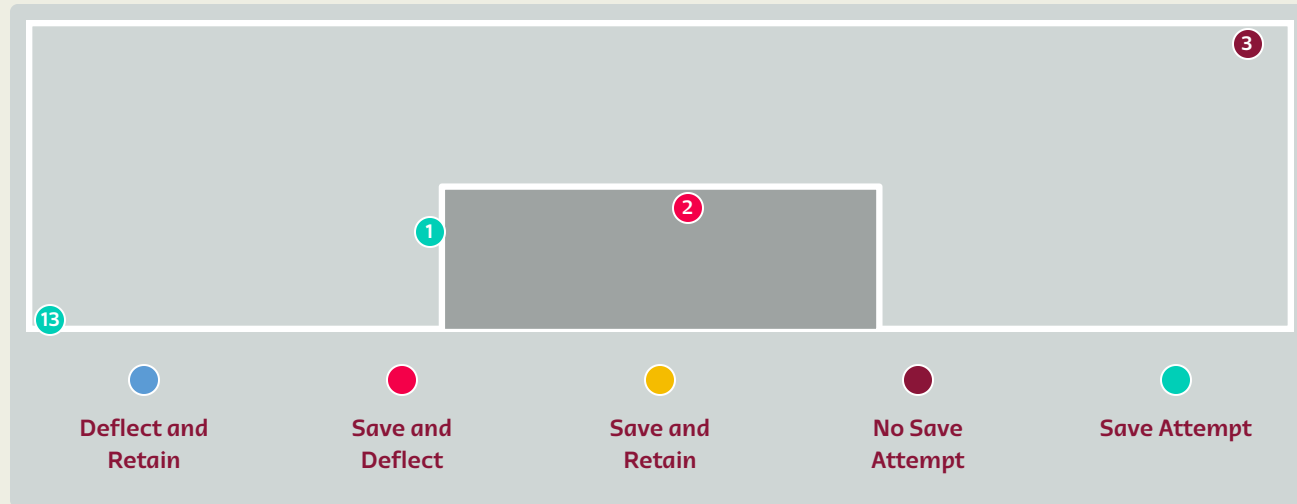 3
2
1
13
Deflect and
Retain
Save and
Deflect
Save and
Retain
No Save
Attempt
Save Attempt